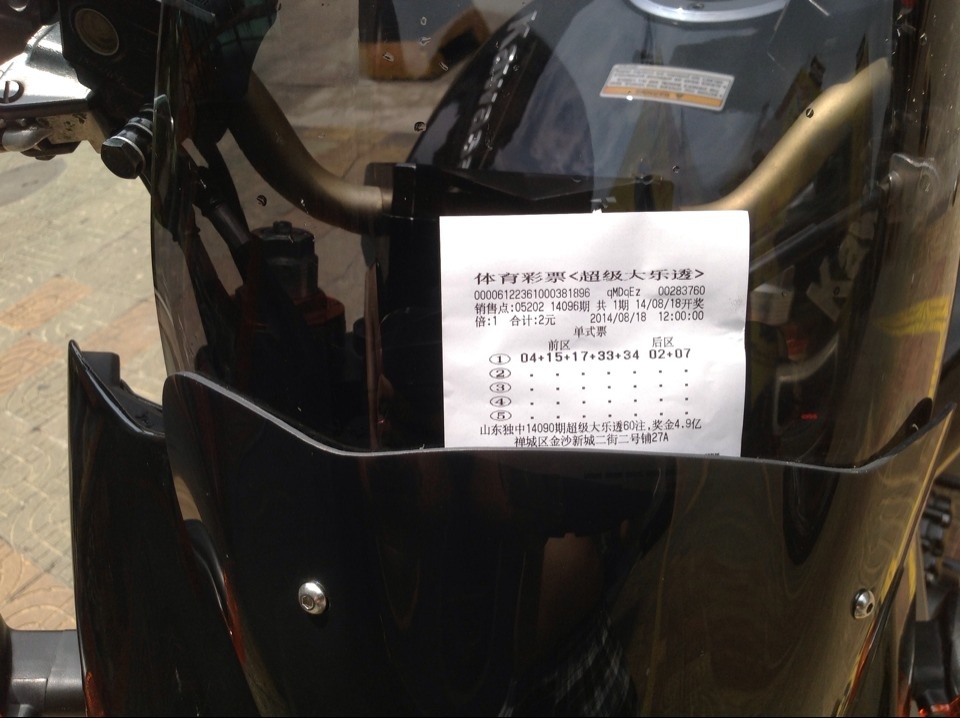 体育彩票<超级大乐透>
00006122361000381896 qMDqEz 00283760
销售点:05202 14096期 共 1期 14/08/18开奖
倍:1 合计:2元 2014/08/18 12:00:00
单式票
前区 后区
① 04+15+17+33+34 02+07
②
③
④
⑤
山东独中14090期超级大乐透60注,奖金4.9亿
禅城区金沙新城二街二号铺27A